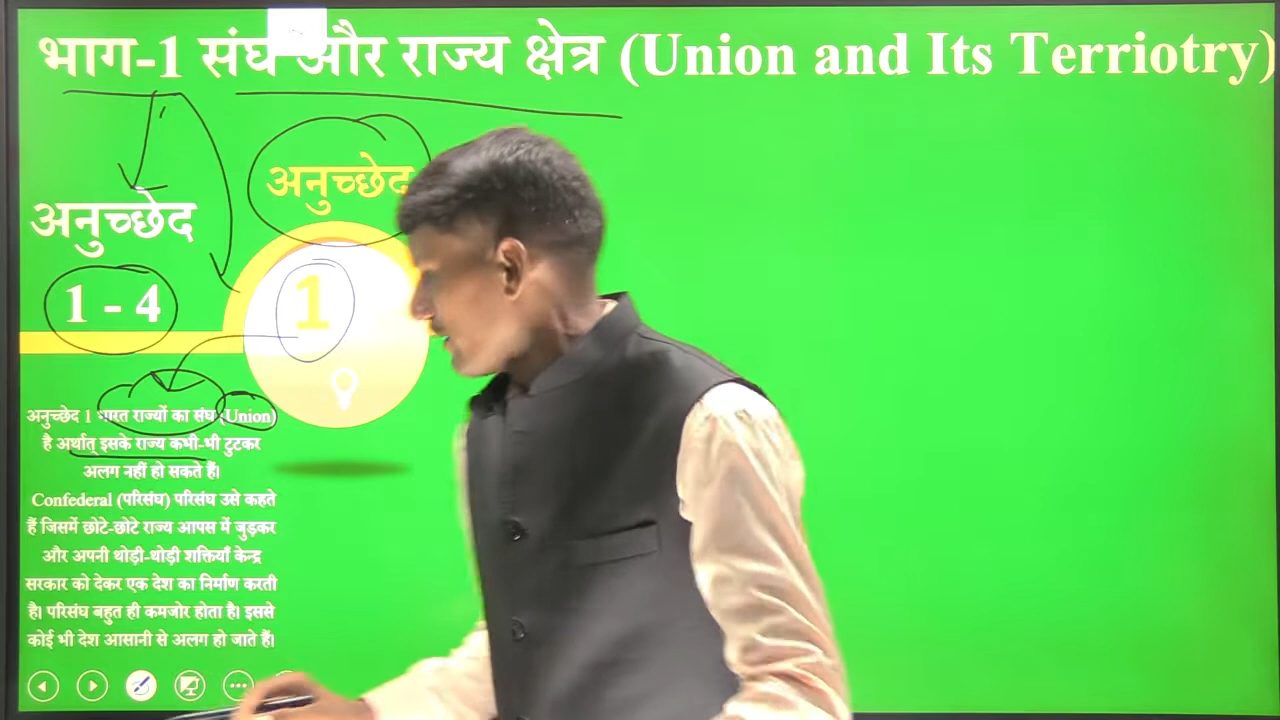 भाग-1 संघ और राज्य क्षेत्र (Union and Its Terriotry)
अनुच्छेद
1 - 4
अनुच्छेद
1
अनुच्छेद 1 भारत राज्यों का संघ (Union)
है अर्थात् इसके राज्य कभी-भी टुटकर
अलग नहीं हो सकते हैं।
Confederal (परिसंघ) परिसंघ उसे कहते
हैं जिसमें छोटे-छोटे राज्य आपस में जुड़कर
और अपनी थोड़ी-थोड़ी शक्तियाँ केन्द्र
सरकार को देकर एक देश का निर्माण करती
है। परिसंघ बहुत ही कमजोर होता है। इससे
कोई भी देश आसानी से अलग हो जाते हैं।